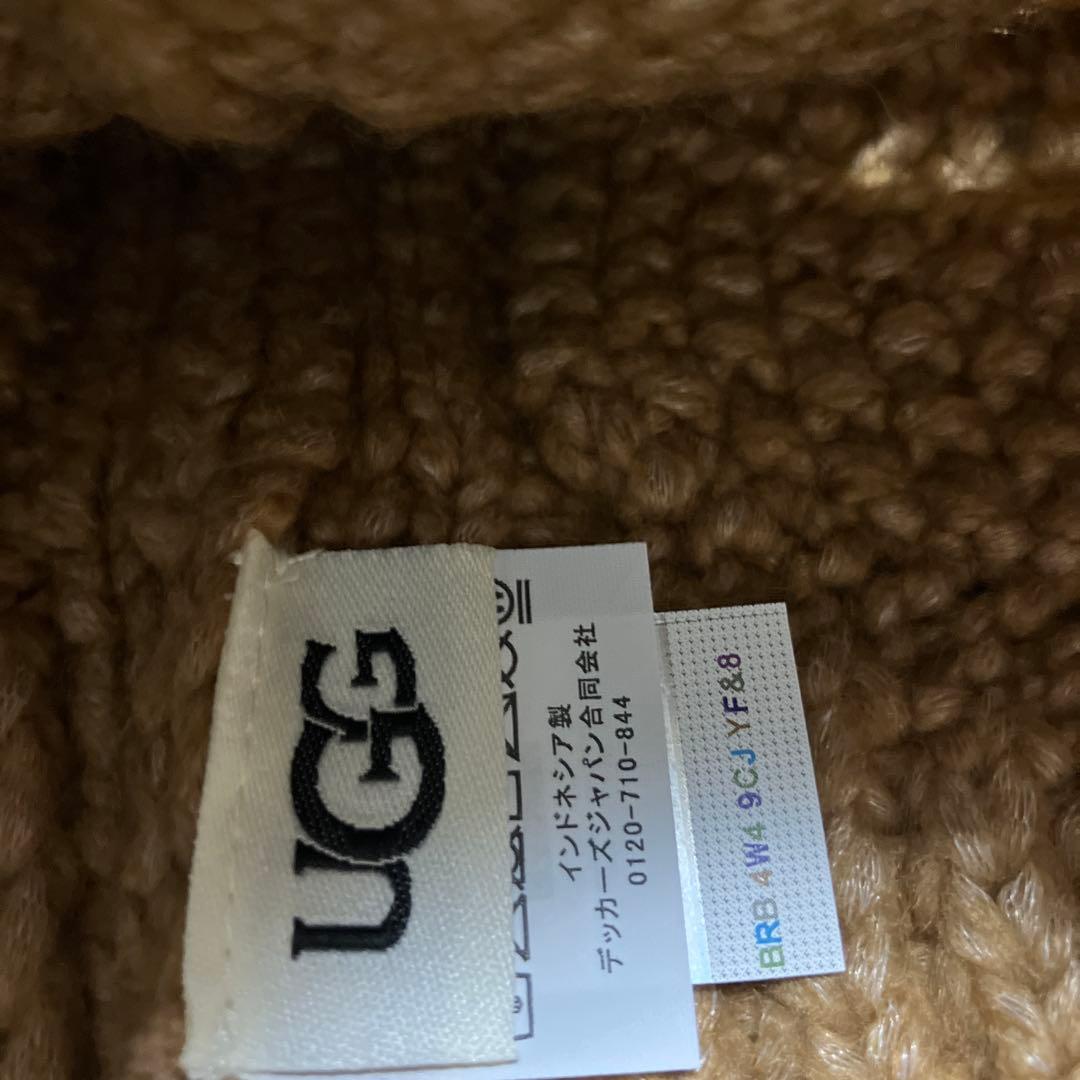 UGG
インドネシア製
デッカーズジャパン合同会社
0120-710-844
BRB 4W4 9CJ YF&8